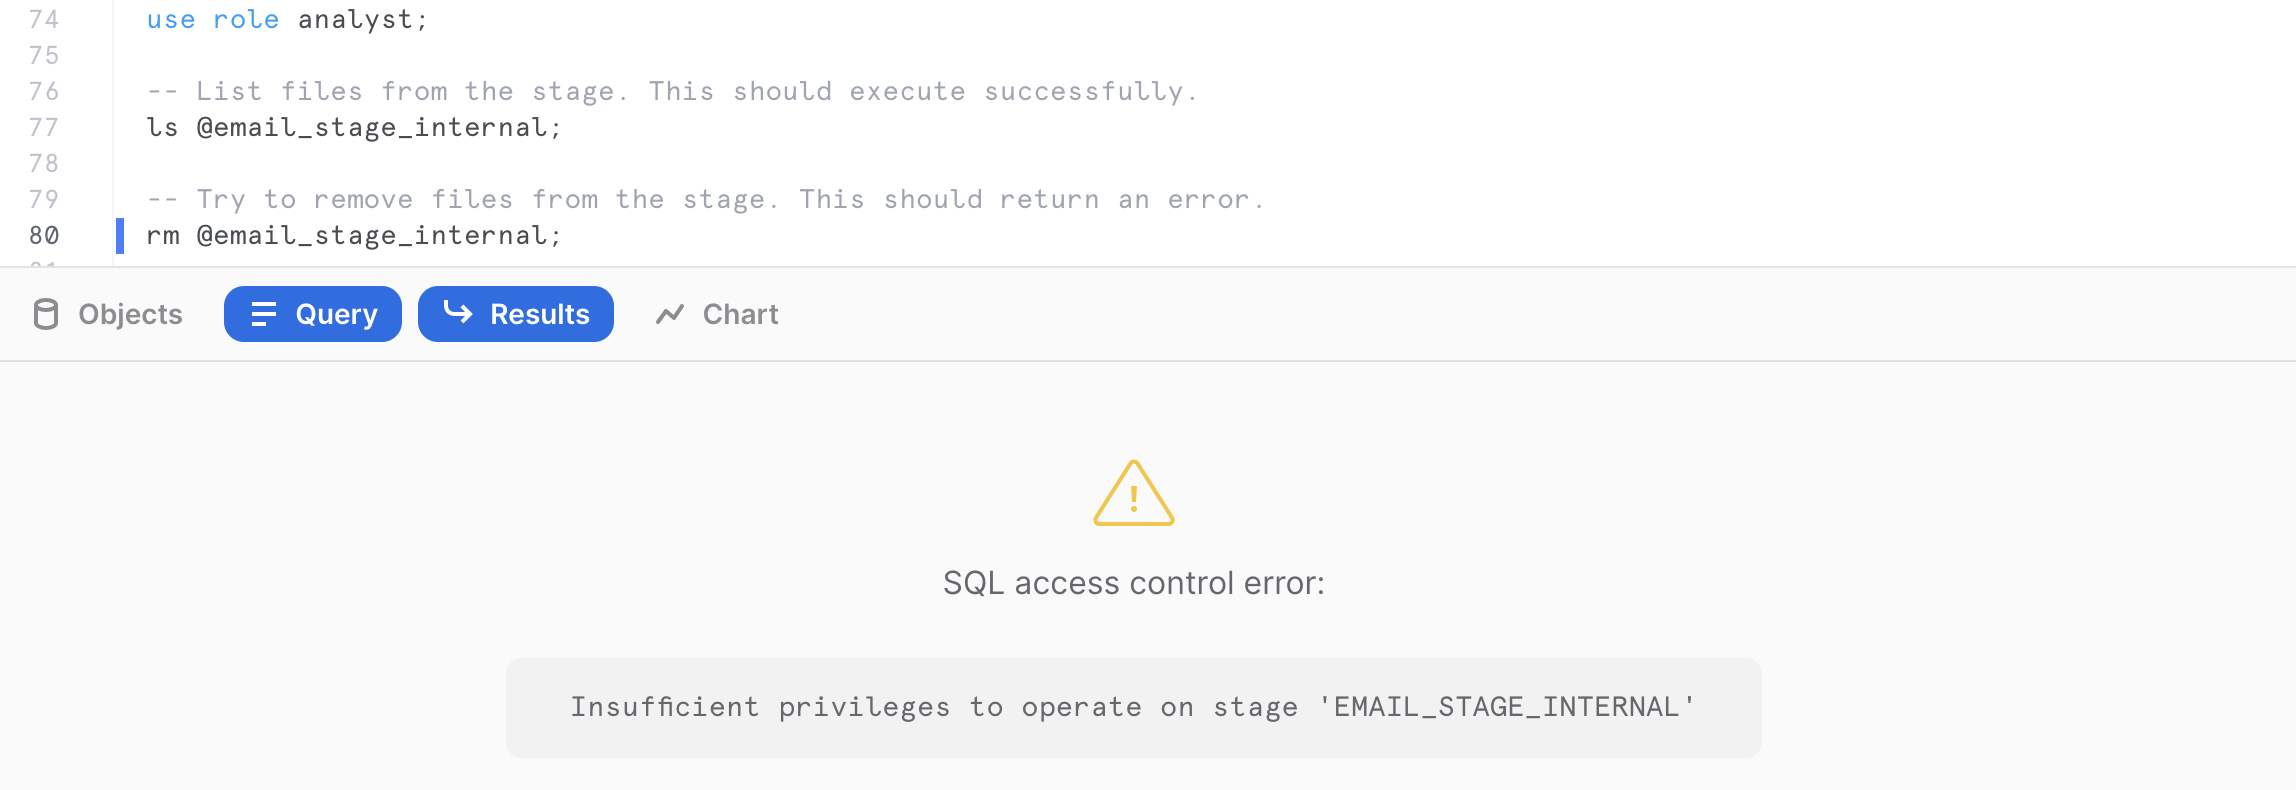 74 use role analyst;
75
76 -- List files from the stage. This should execute successfully.
77 ls @email_stage_internal;
78
79 -- Try to remove files from the stage. This should return an error.
80 rm @email_stage_internal;
Objects Query Results Chart
SQL access control error:
Insufficient privileges to operate on stage 'EMAIL_STAGE_INTERNAL'